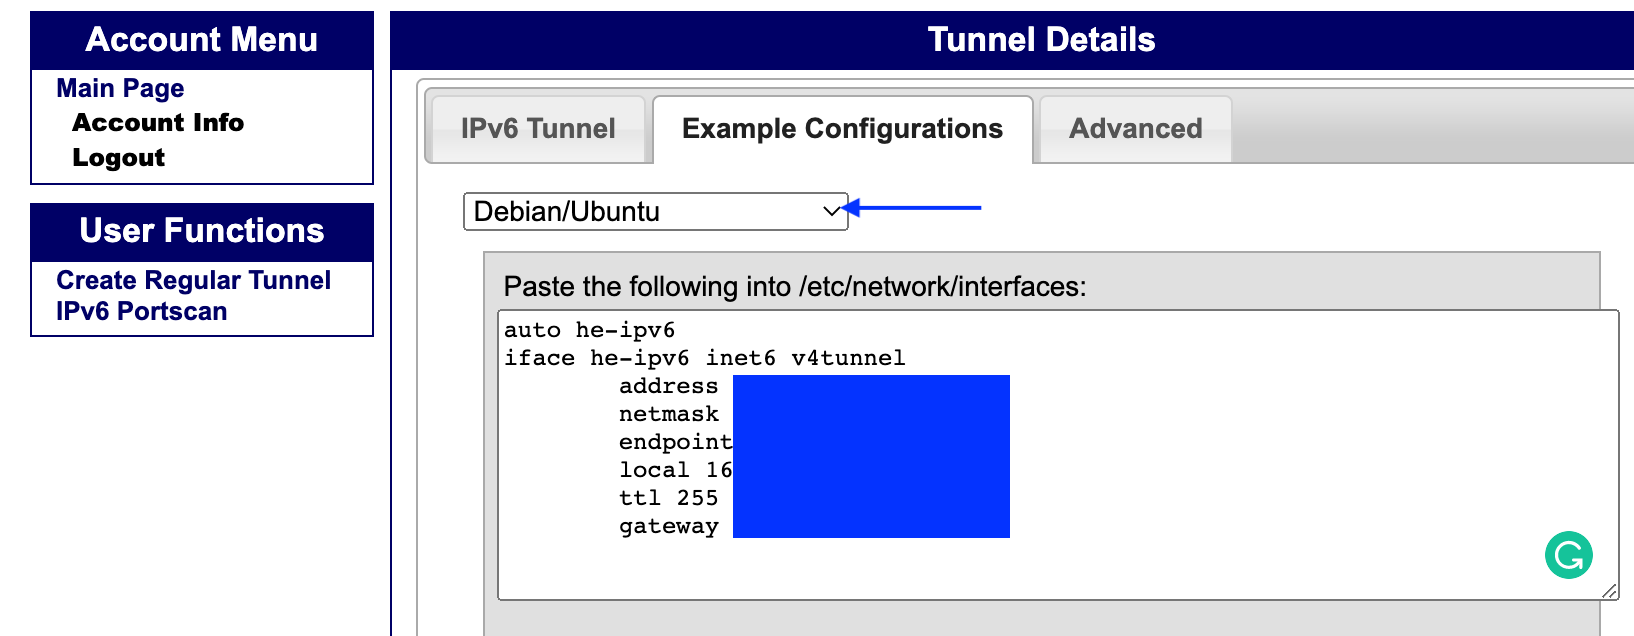 Account Menu
Main Page
Account Info
Logout
User Functions
Create Regular Tunnel
IPv6 Portscan
Tunnel Details
IPv6 Tunnel
Example Configurations
Advanced
Debian/Ubuntu
Paste the following into /etc/network/interfaces:
auto he-ipv6
iface he-ipv6 inet6 v4tunnel
address
netmask
endpoint
local 16
ttl 255
gateway